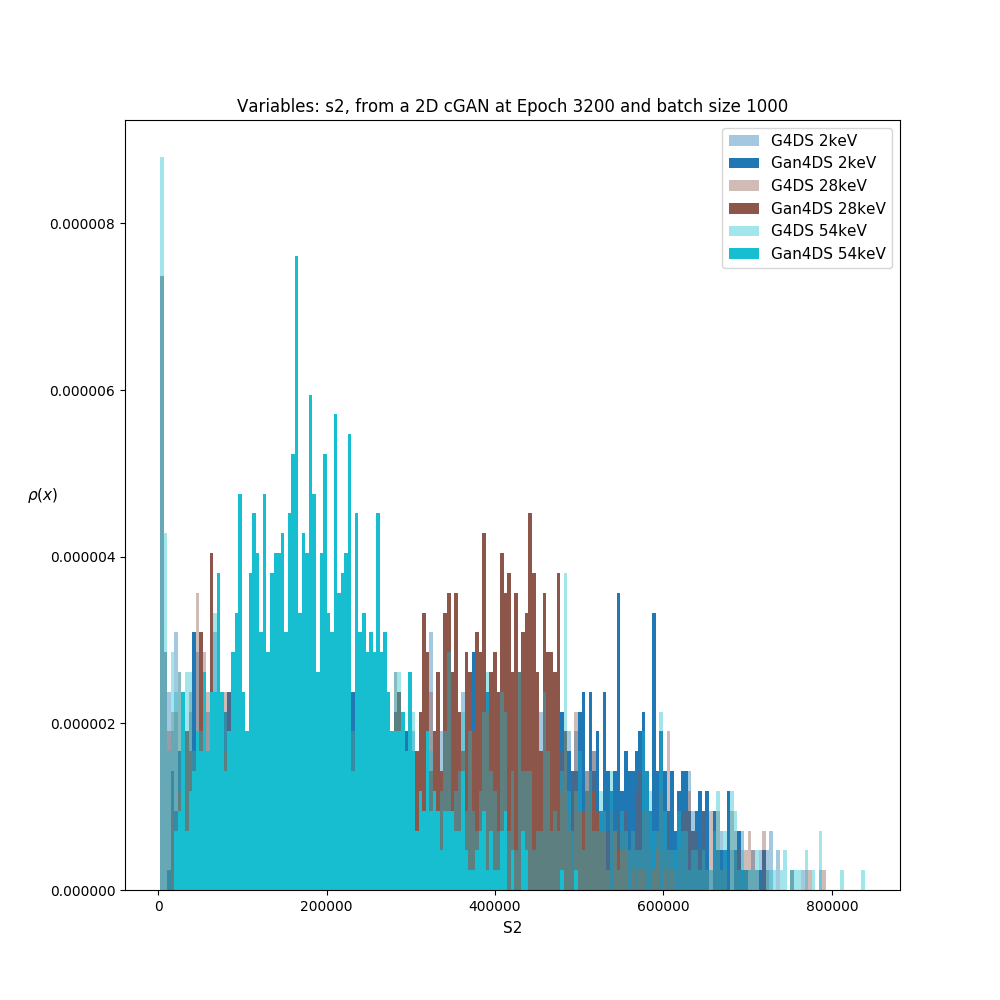 Variables: s2, from a 2D cGAN at Epoch 3200 and batch size 1000
G4DS 2keV
Gan4DS 2keV
G4DS 28keV
Gan4DS 28keV
G4DS 54keV
Gan4DS 54keV
0.000008
0.000006
ρ(x)
0.000004
0.000002
0.000000
0 200000 400000 600000 800000
S2